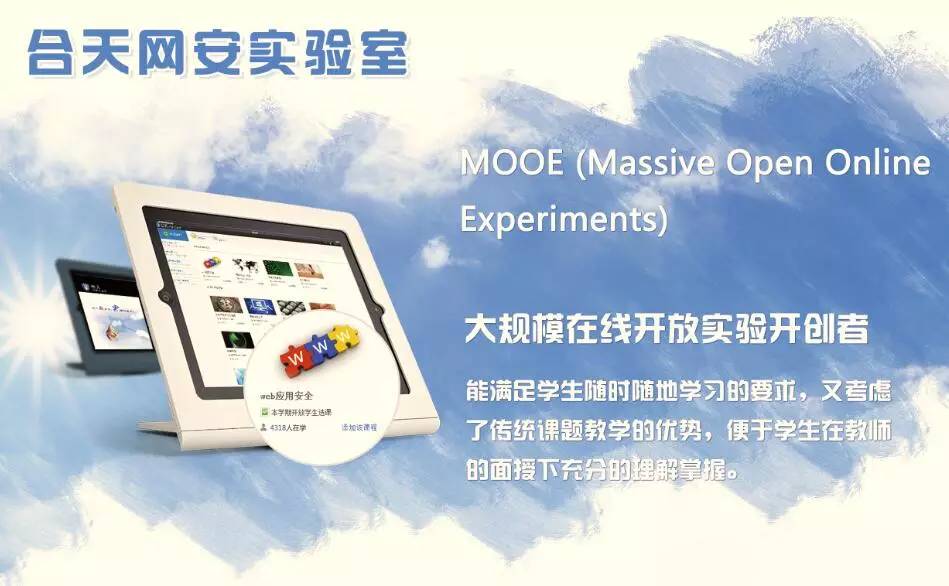 合天网安实验室
MOOE (Massive Open Online
Experiments)
大规模在线开放实验开创者
能满足学生随时随地学习的要求，又考虑
了传统课题教学的优势，便于学生在教师
的面授下充分的理解掌握。
W W W
web应用安全
本学期开放学生选课
4318人在学 添加该课程